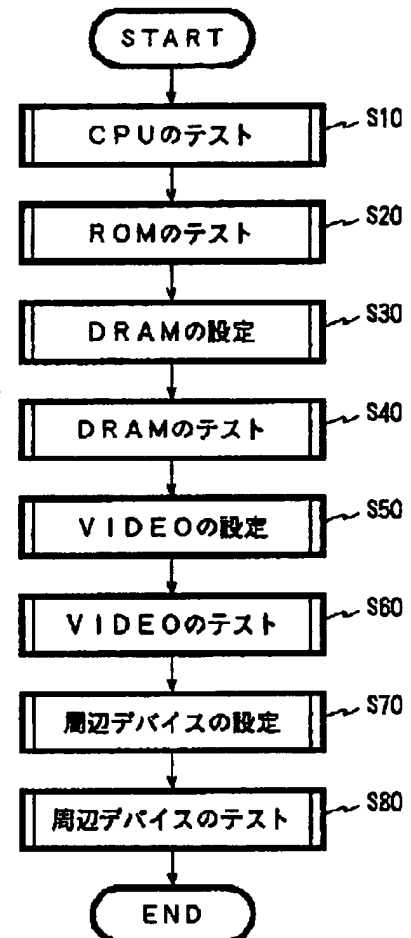 START
CPUのテスト
S10
ROMのテスト
S20
DRAMの設定
S30
DRAMのテスト
S40
VIDEOの設定
S50
VIDEOのテスト
S60
周辺デバイスの設定
S70
周辺デバイスのテスト
S80
END